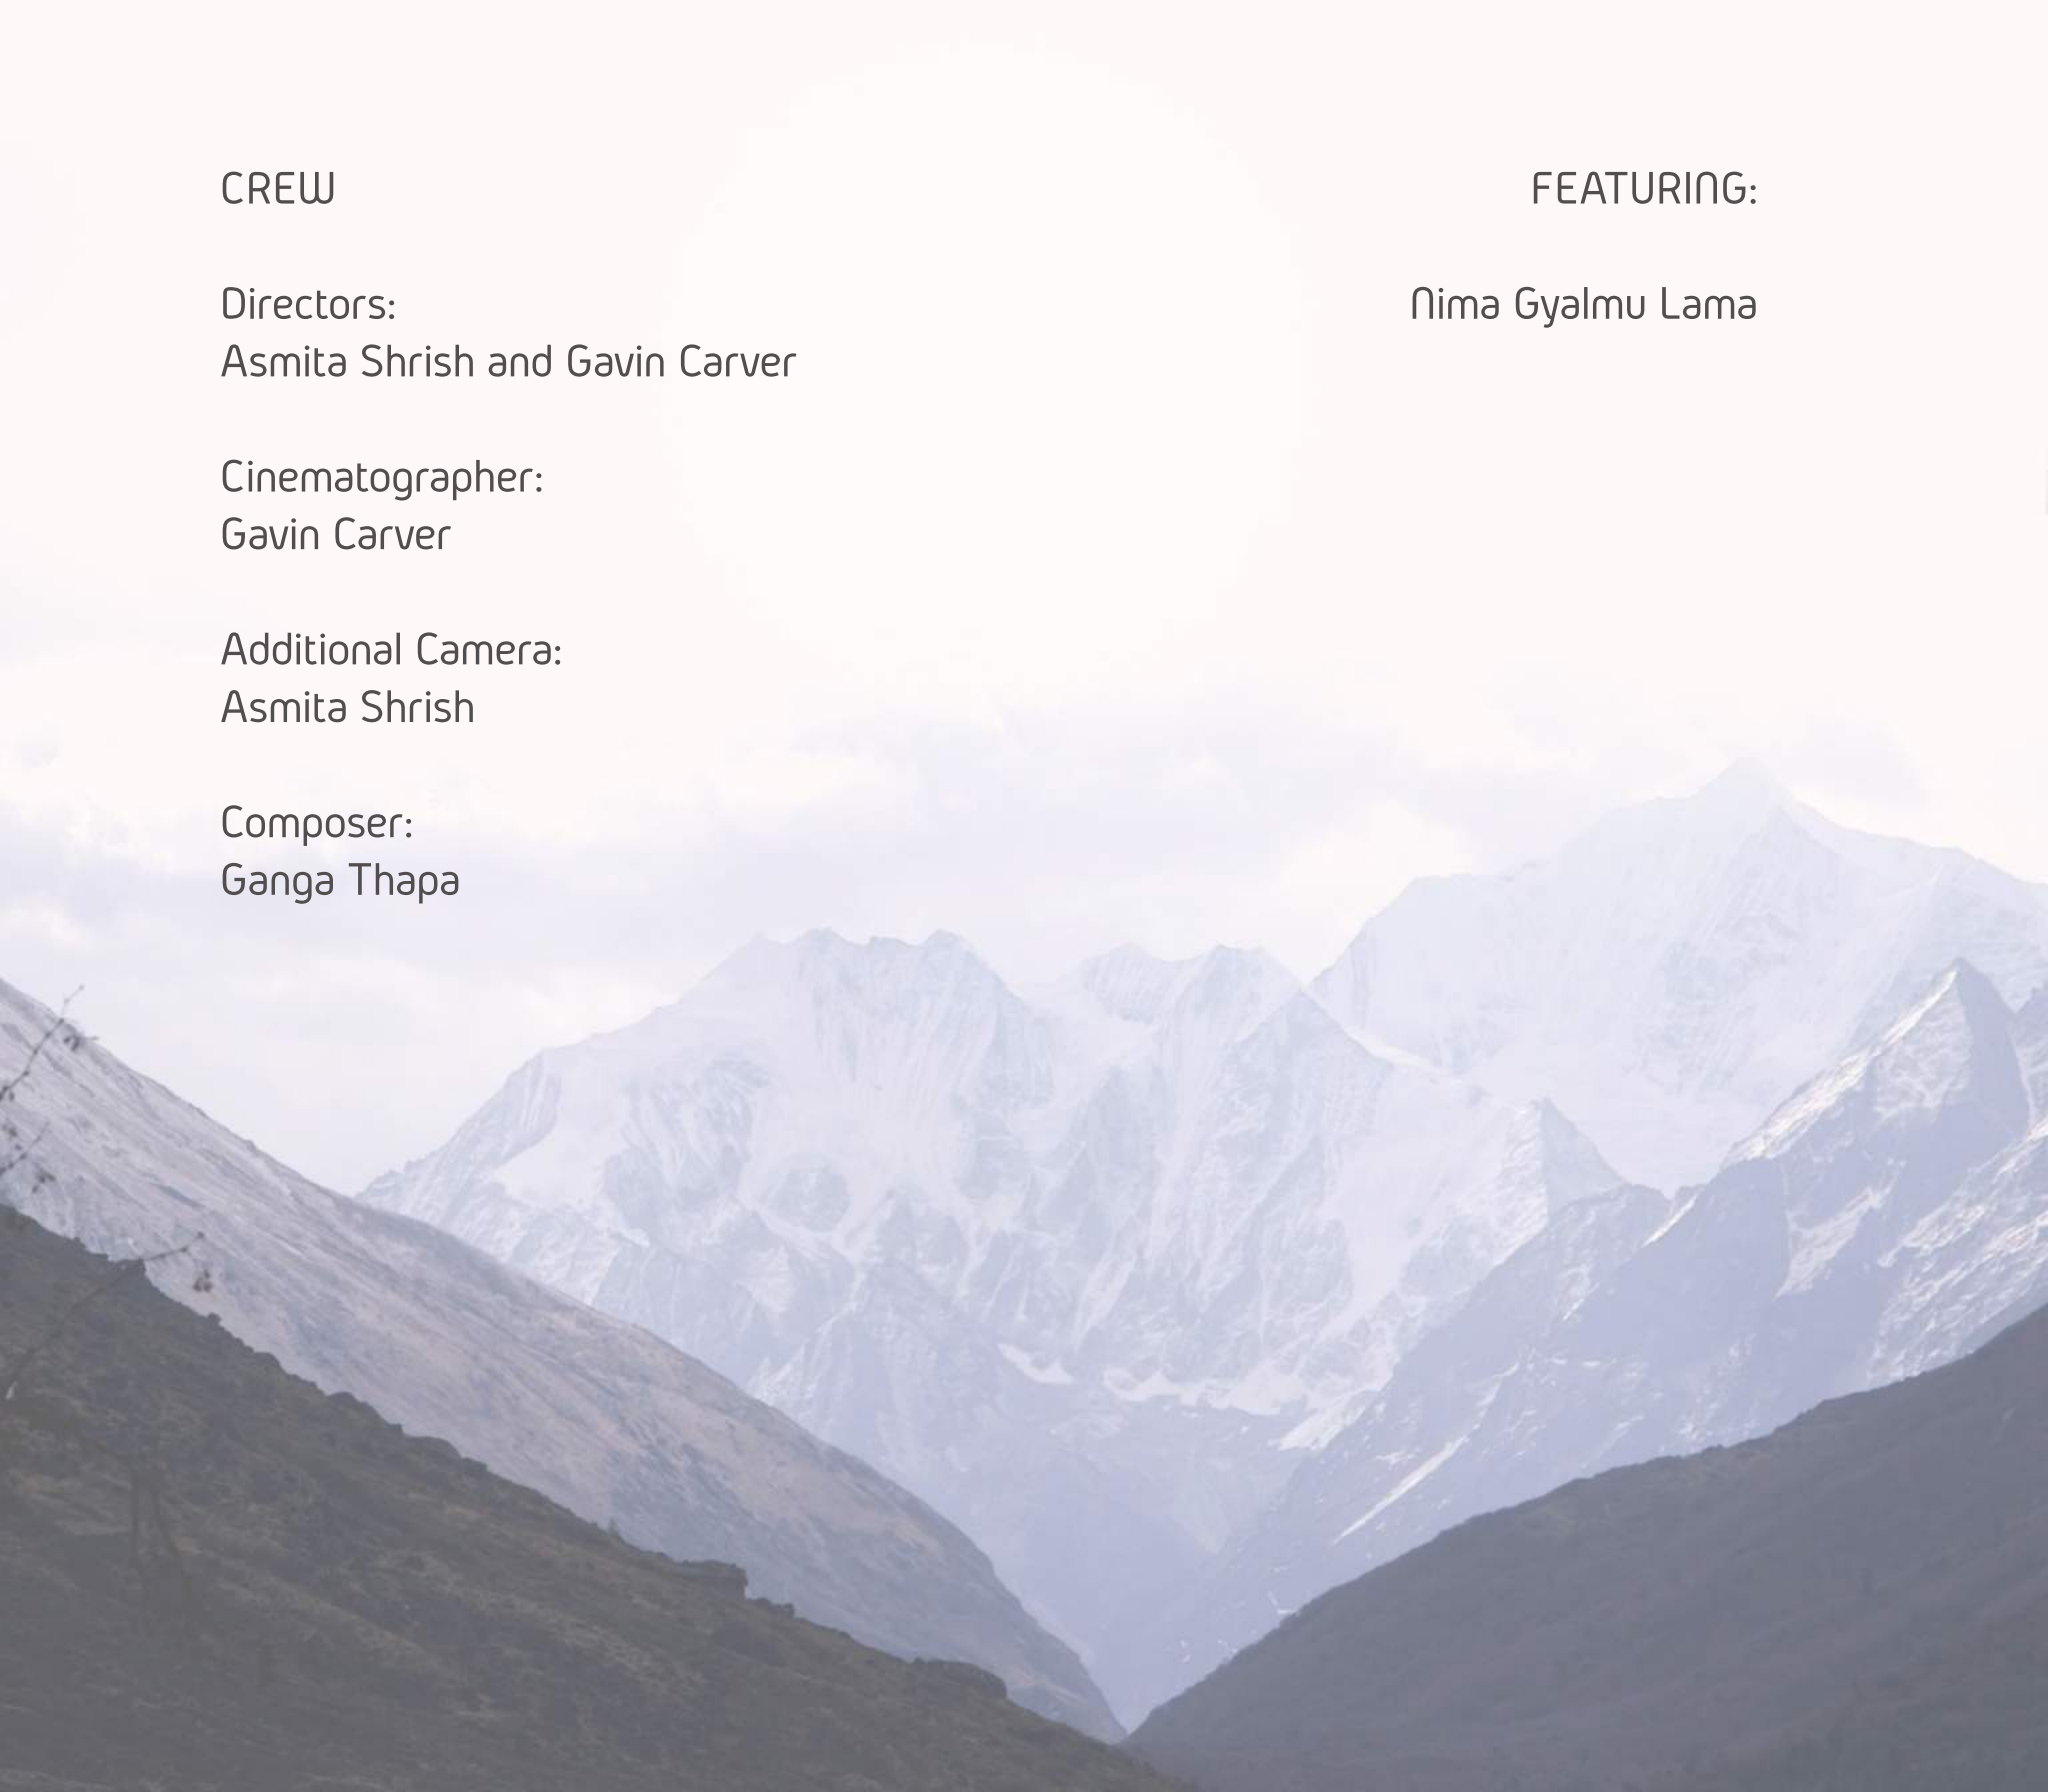 CREW
Directors:
Asmita Shrish and Gavin Carver
Cinematographer:
Gavin Carver
Additional Camera:
Asmita Shrish
Composer:
Ganga Thapa
FEATURING:
Nima Gyalmu Lama